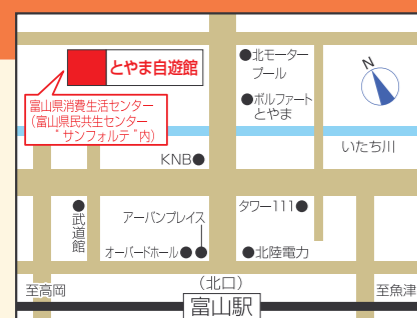 とやま自遊館
富山県消費生活センター
(富山県民共生センター
"サンフォルテ"内)
●北モーター
プール
●ボルファート
とやま
N
いたち川
KNB●
●
武道館
アーバンプレイス
オーバードホール●●
タワー111●
●北陸電力
至高岡
(北口)
富山駅
至魚津